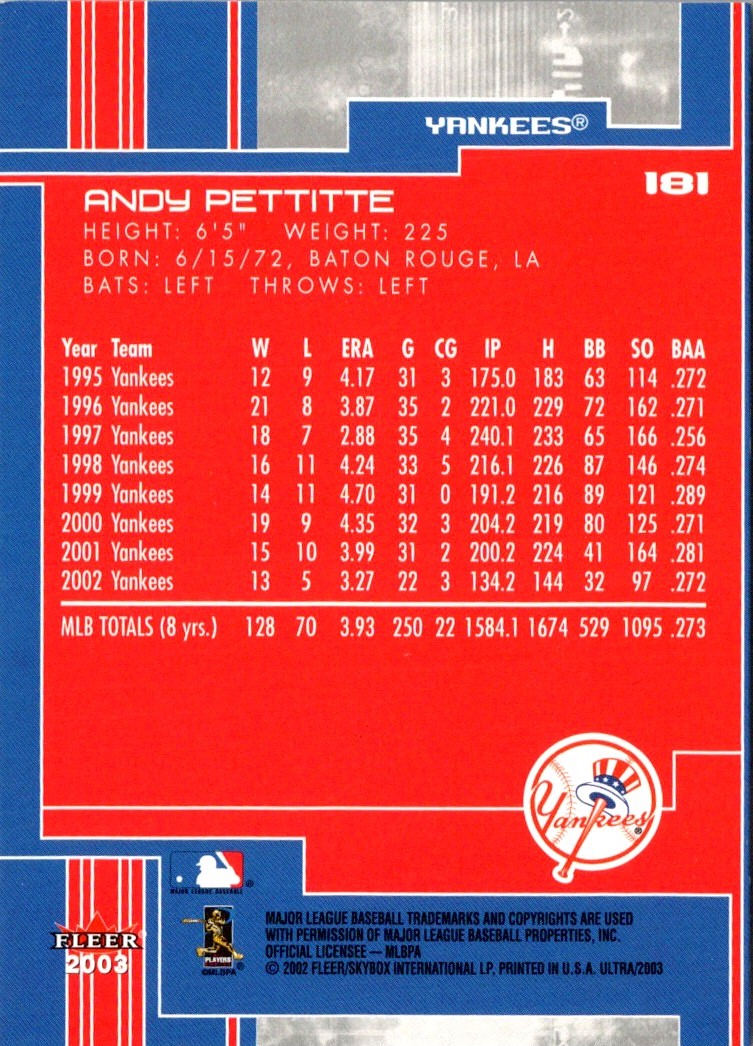 YANKEES®
181
ANDY PETTITTE
HEIGHT: 6'5" WEIGHT: 225
BORN: 6/15/72, BATON ROUGE, LA
BATS: LEFT THROWS: LEFT
Year Team W L ERA G CG IP H BB SO BAA
1995 Yankees 12 9 4.17 31 3 175.0 183 63 114 .272
1996 Yankees 21 8 3.87 35 2 221.0 229 72 162 .271
1997 Yankees 18 7 2.88 35 4 240.1 233 65 166 .256
1998 Yankees 16 11 4.24 33 5 216.1 226 87 146 .274
1999 Yankees 14 11 4.70 31 0 191.2 216 89 121 .289
2000 Yankees 19 9 4.35 32 3 204.2 219 80 125 .271
2001 Yankees 15 10 3.99 31 2 200.2 224 41 164 .281
2002 Yankees 13 5 3.27 22 3 134.2 144 32 97 .272
MLB TOTALS (8 yrs.) 128 70 3.93 250 22 1584.1 1674 529 1095 .273
Yankees®
MAJOR LEAGUE BASEBALL®
PLAYERS
©MLBPA
FLEER
2003
MAJOR LEAGUE BASEBALL TRADEMARKS AND COPYRIGHTS ARE USED
WITH PERMISSION OF MAJOR LEAGUE BASEBALL PROPERTIES, INC.
OFFICIAL LICENSEE — MLBPA
© 2002 FLEER/SKYBOX INTERNATIONAL LP, PRINTED IN U.S.A. ULTRA/2003